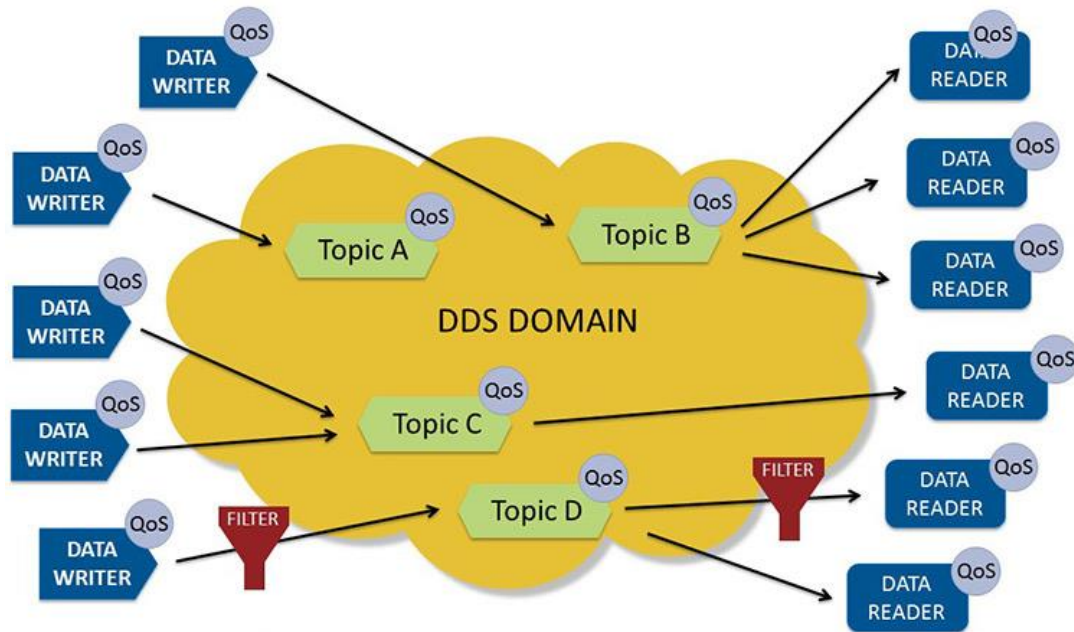 QoS
DATA
WRITER
QoS
DATA
READER
QoS
DATA
WRITER
QoS
DATA
READER
QoS
Topic A
QoS
Topic B
QoS
DATA
READER
QoS
DATA
WRITER
DDS DOMAIN
QoS
DATA
WRITER
QoS
Topic C
QoS
DATA
READER
QoS
DATA
WRITER
FILTER
QoS
Topic D
FILTER
QoS
DATA
READER
QoS
DATA
READER